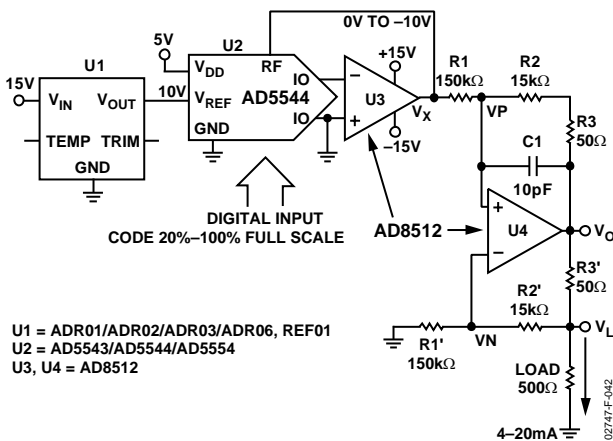 0V TO –10V
5V
U2
U1
15V
VIN
VOUT
10V
TEMP
TRIM
GND
VDD
RF
VREF
AD5544
GND
IO
IO
–
+
U3
+15V
–15V
VX
R1
150kΩ
R2
15kΩ
VP
R3
50Ω
C1
10pF
DIGITAL INPUT
CODE 20%–100% FULL SCALE
AD8512
+
–
U4
VO
R3'
50Ω
R2'
15kΩ
VL
R1'
150kΩ
VN
LOAD
500Ω
4–20mA
U1 = ADR01/ADR02/ADR03/ADR06, REF01
U2 = AD5543/AD5544/AD5554
U3, U4 = AD8512
02747-F-042